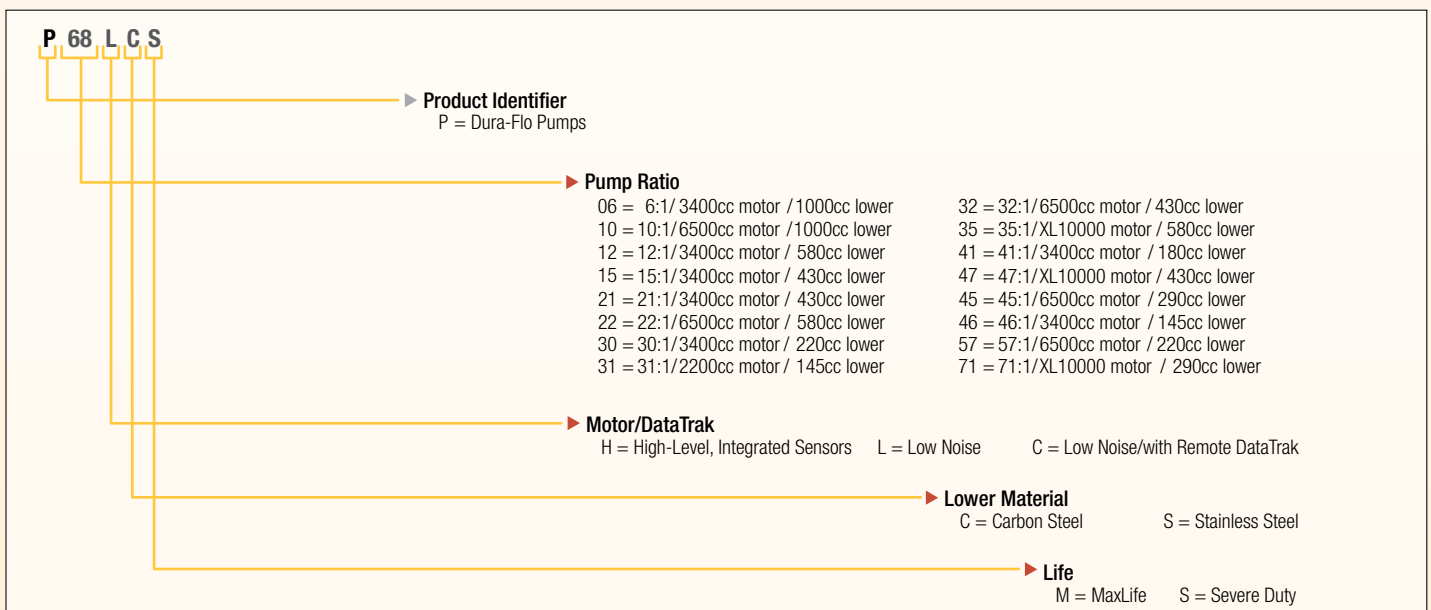 P 68 L C S
Product Identifier
P = Dura-Flo Pumps
Pump Ratio
06 = 6:1/ 3400cc motor / 1000cc lower
10 = 10:1/6500cc motor /1000cc lower
12 = 12:1/3400cc motor / 580cc lower
15 = 15:1/3400cc motor / 430cc lower
21 = 21:1/3400cc motor / 430cc lower
22 = 22:1/6500cc motor / 580cc lower
30 = 30:1/3400cc motor / 220cc lower
31 = 31:1/2200cc motor / 145cc lower
32 = 32:1/6500cc motor / 430cc lower
35 = 35:1/XL10000 motor / 580cc lower
41 = 41:1/3400cc motor / 180cc lower
47 = 47:1/XL10000 motor / 430cc lower
45 = 45:1/6500cc motor / 290cc lower
46 = 46:1/3400cc motor / 145cc lower
57 = 57:1/6500cc motor / 220cc lower
71 = 71:1/XL10000 motor / 290cc lower
Motor/DataTrak
H = High-Level, Integrated Sensors L = Low Noise C = Low Noise/with Remote DataTrak
Lower Material
C = Carbon Steel S = Stainless Steel
Life
M = MaxLife S = Severe Duty